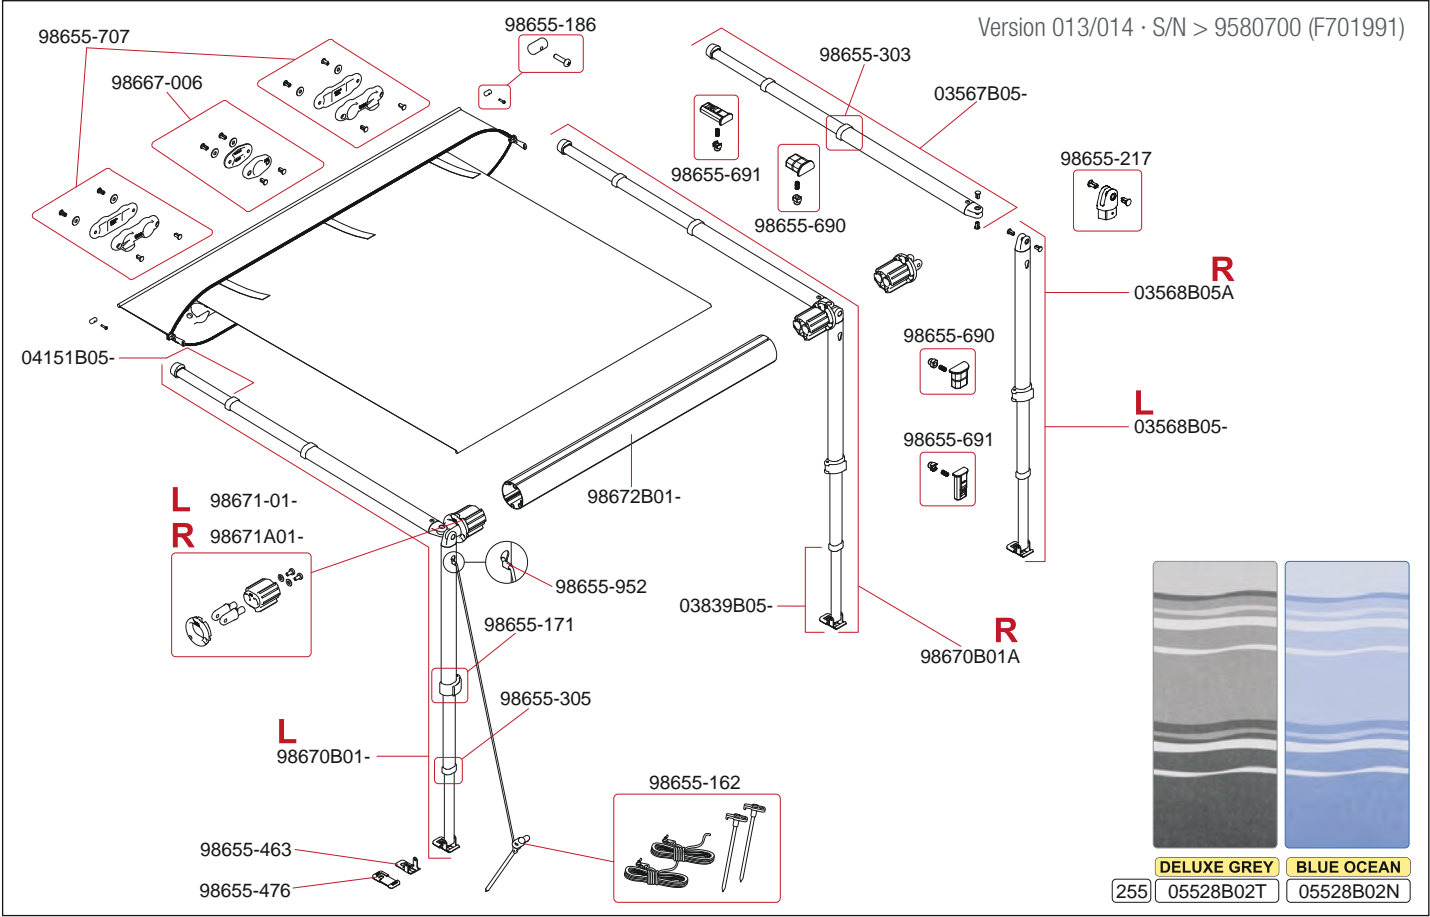 Version 013/014 · S/N > 9580700 (F701991)
98655-707
98655-186
98655-303
98667-006
03567B05-
98655-691
98655-217
98655-690
R
03568B05A
98655-690
04151B05-
L
03568B05-
98655-691
L 98671-01-
98672B01-
R 98671A01-
98655-952
03839B05-
98655-171
R
98670B01A
98655-305
L
98670B01-
98655-162
98655-463
98655-476
DELUXE GREY BLUE OCEAN
255 05528B02T 05528B02N